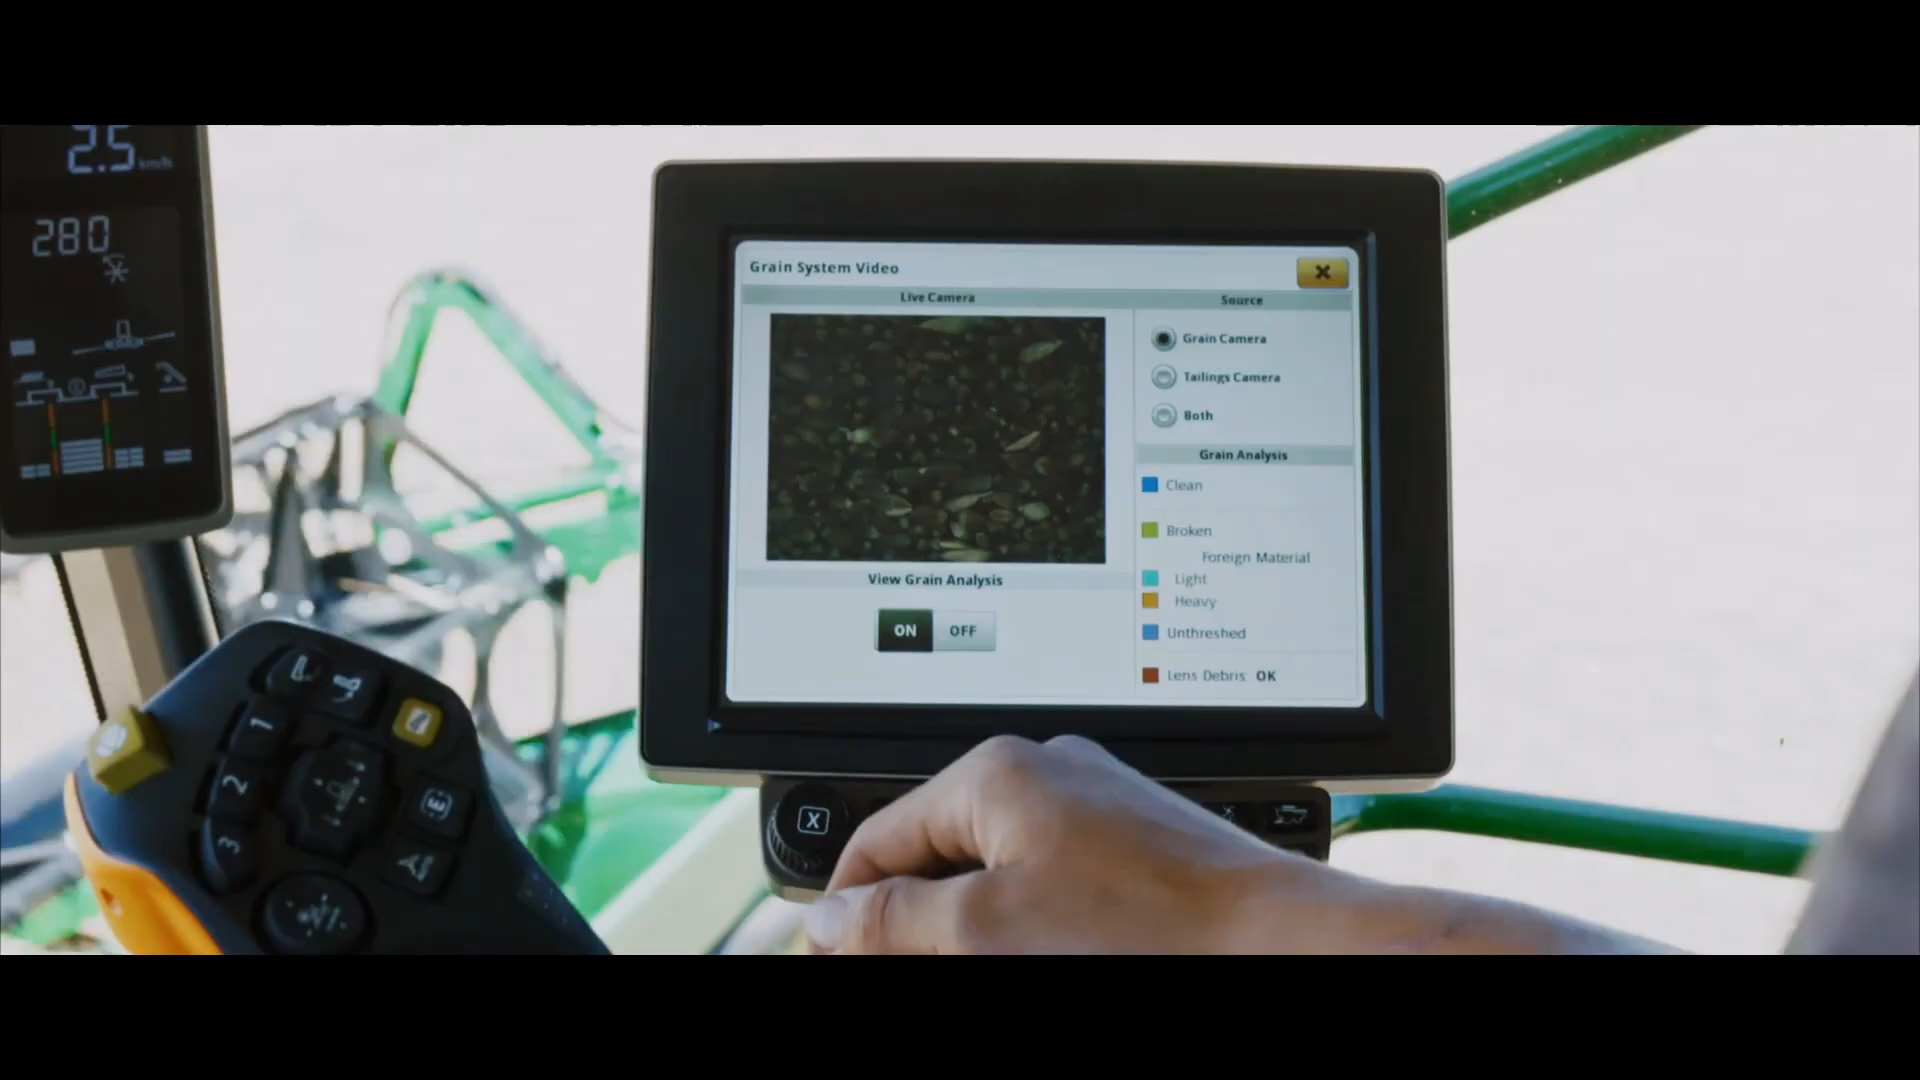 2.5 km/h
280
Grain System Video
Live Camera
Source
Grain Camera
Tailings Camera
Both
Grain Analysis
Clean
Broken
Foreign Material
Light
Heavy
Unthreshed
Lens Debris OK
View Grain Analysis
ON OFF
1
2
3
X